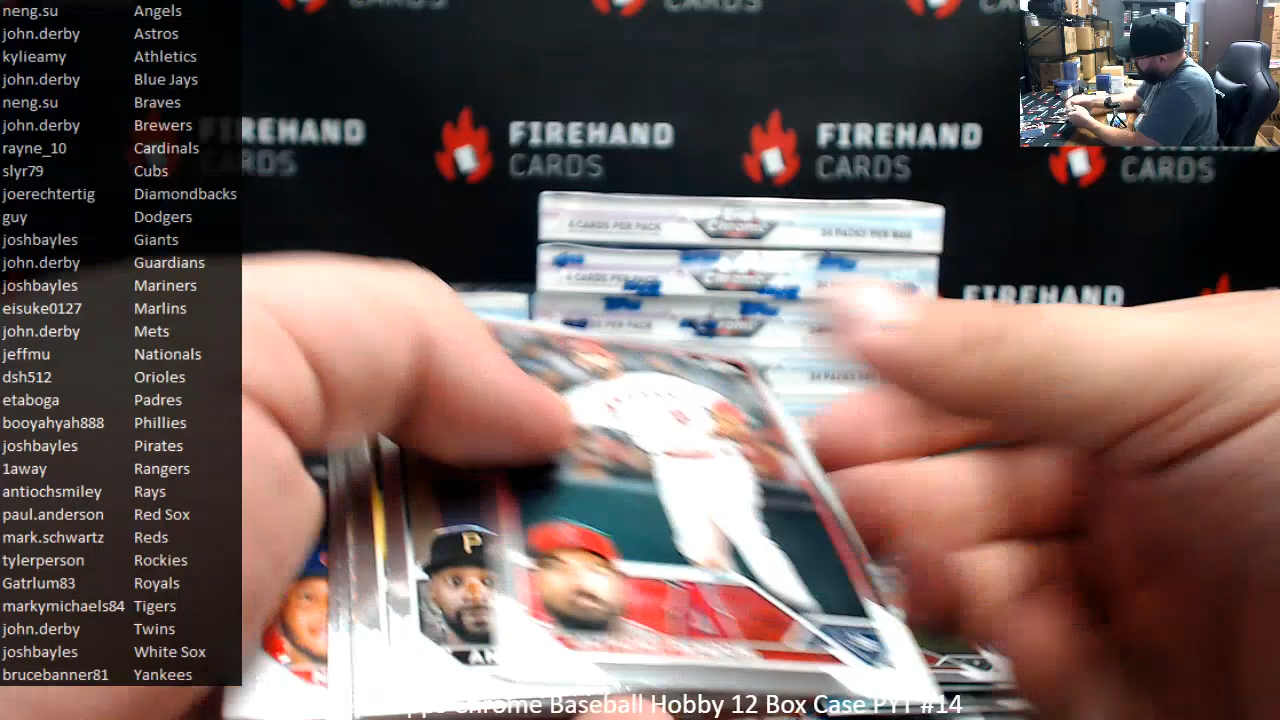 neng.su Angels
john.derby Astros
kylieamy Athletics
john.derby Blue Jays
neng.su Braves
john.derby Brewers
rayne_10 Cardinals
slyr79 Cubs
joerechtertig Diamondbacks
guy Dodgers
joshbayles Giants
john.derby Guardians
joshbayles Mariners
eisuke0127 Marlins
john.derby Mets
jeffmu Nationals
dsh512 Orioles
etaboga Padres
booyahyah888 Phillies
joshbayles Pirates
1away Rangers
antiochsmiley Rays
paul.anderson Red Sox
mark.schwartz Reds
tylerperson Rockies
Gatrlum83 Royals
markymichaels84 Tigers
john.derby Twins
joshbayles White Sox
brucebanner81 Yankees
CARDS
FIREHAND FIREHAND FIREHAND
CARDS CARDS CARDS CARDS
CARDS PER PACK Chrome 24 PACKS PER BOX
FIREHAND
P
A
Chrome Baseball Hobby 12 Box Case PYT #14